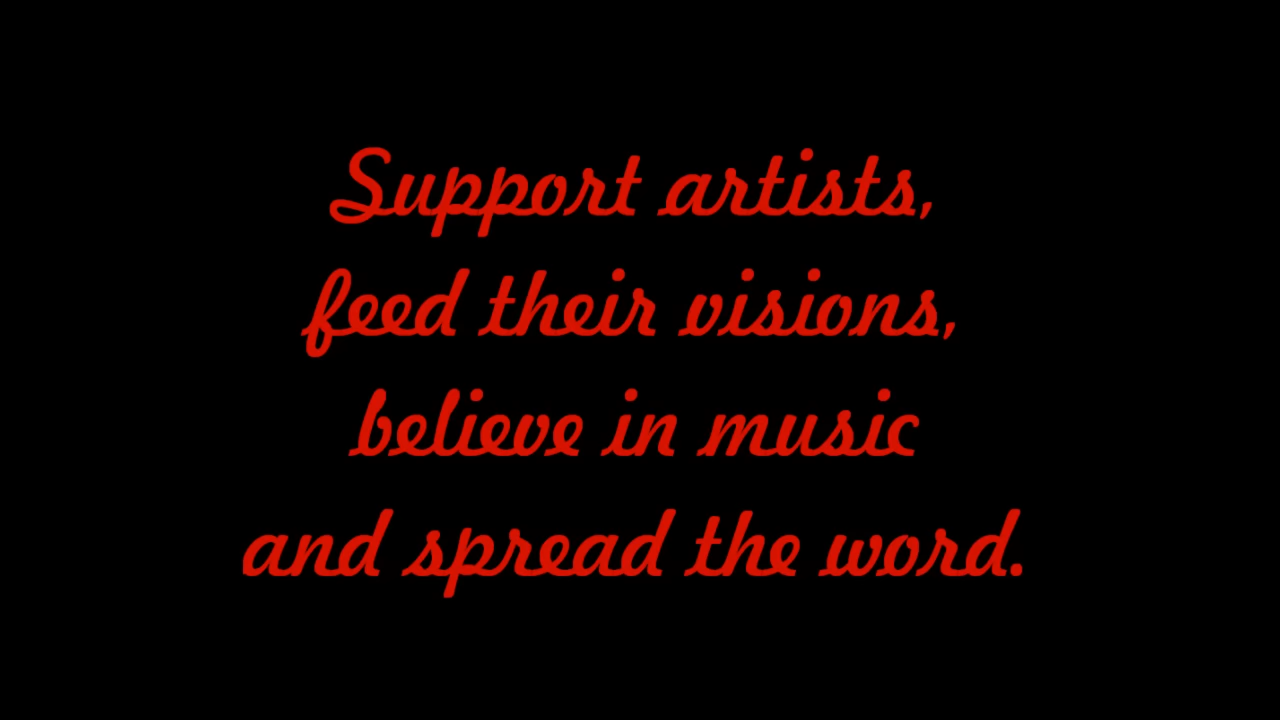 Support artists,
feed their visions,
believe in music
and spread the word.